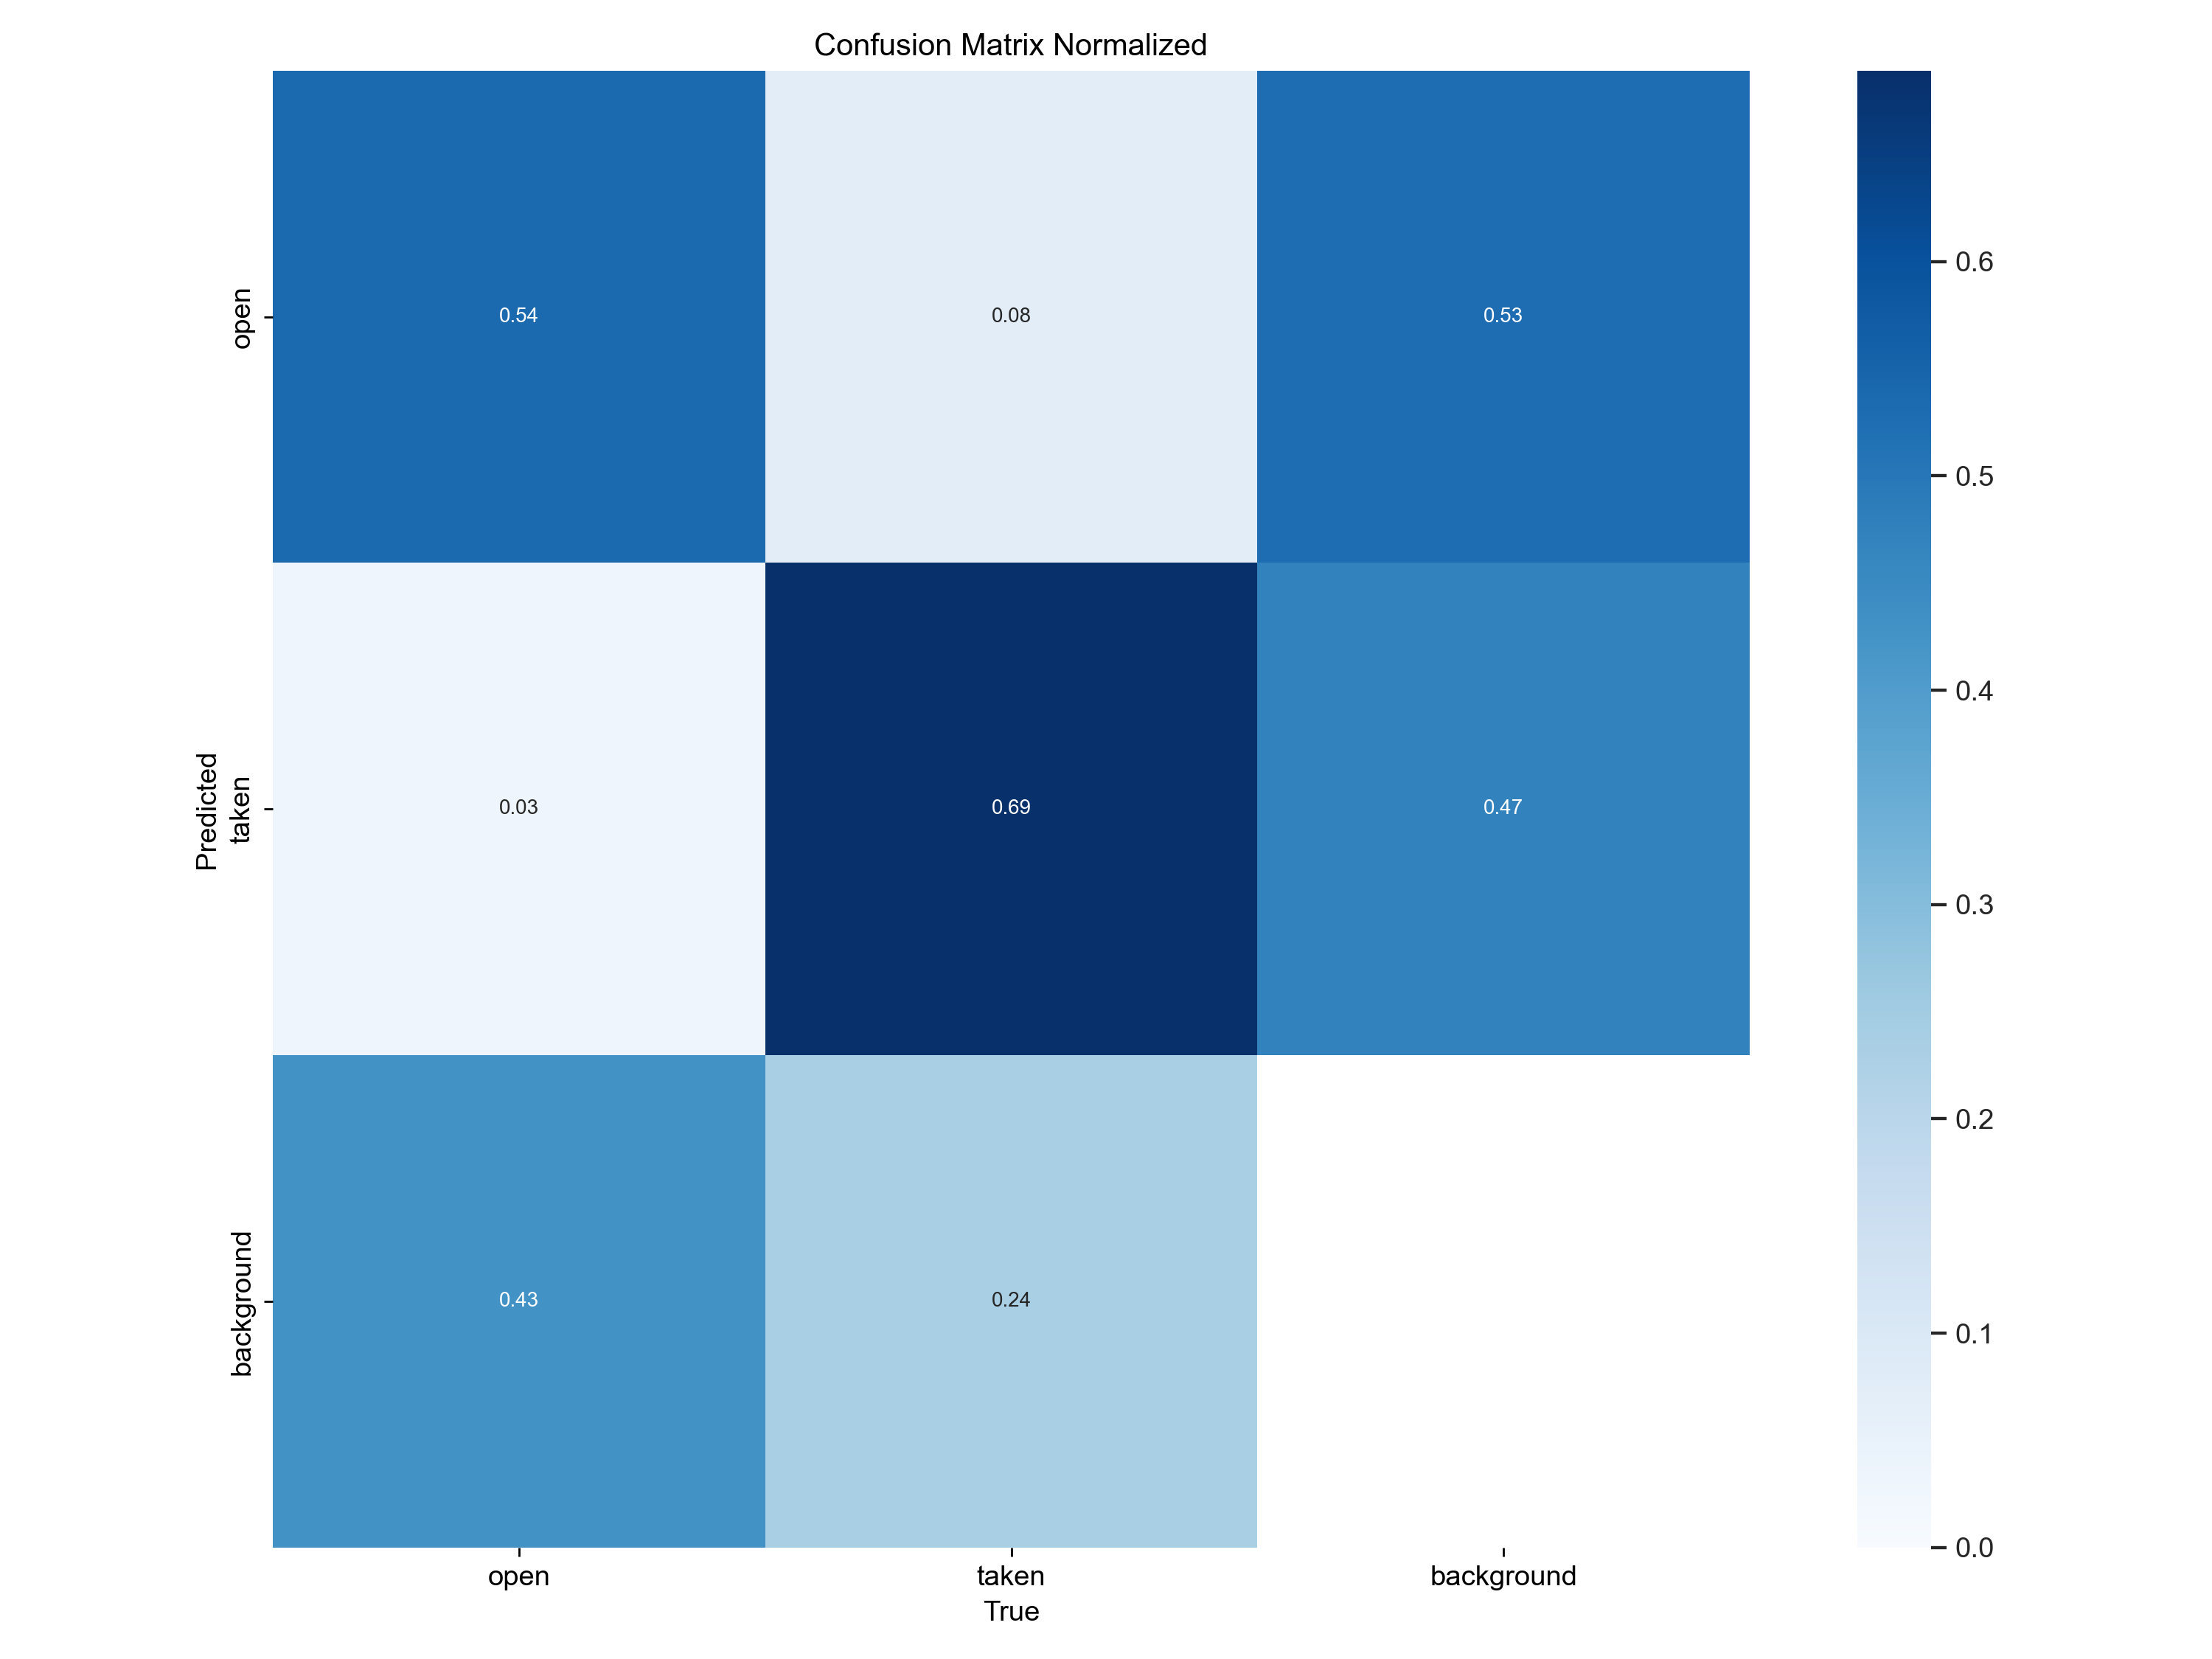 Confusion Matrix Normalized
open
0.54
0.08
0.53
0.6
0.5
Predicted
taken
0.03
0.69
0.47
0.4
0.3
background
0.43
0.24
0.2
0.1
0.0
open
taken
background
True